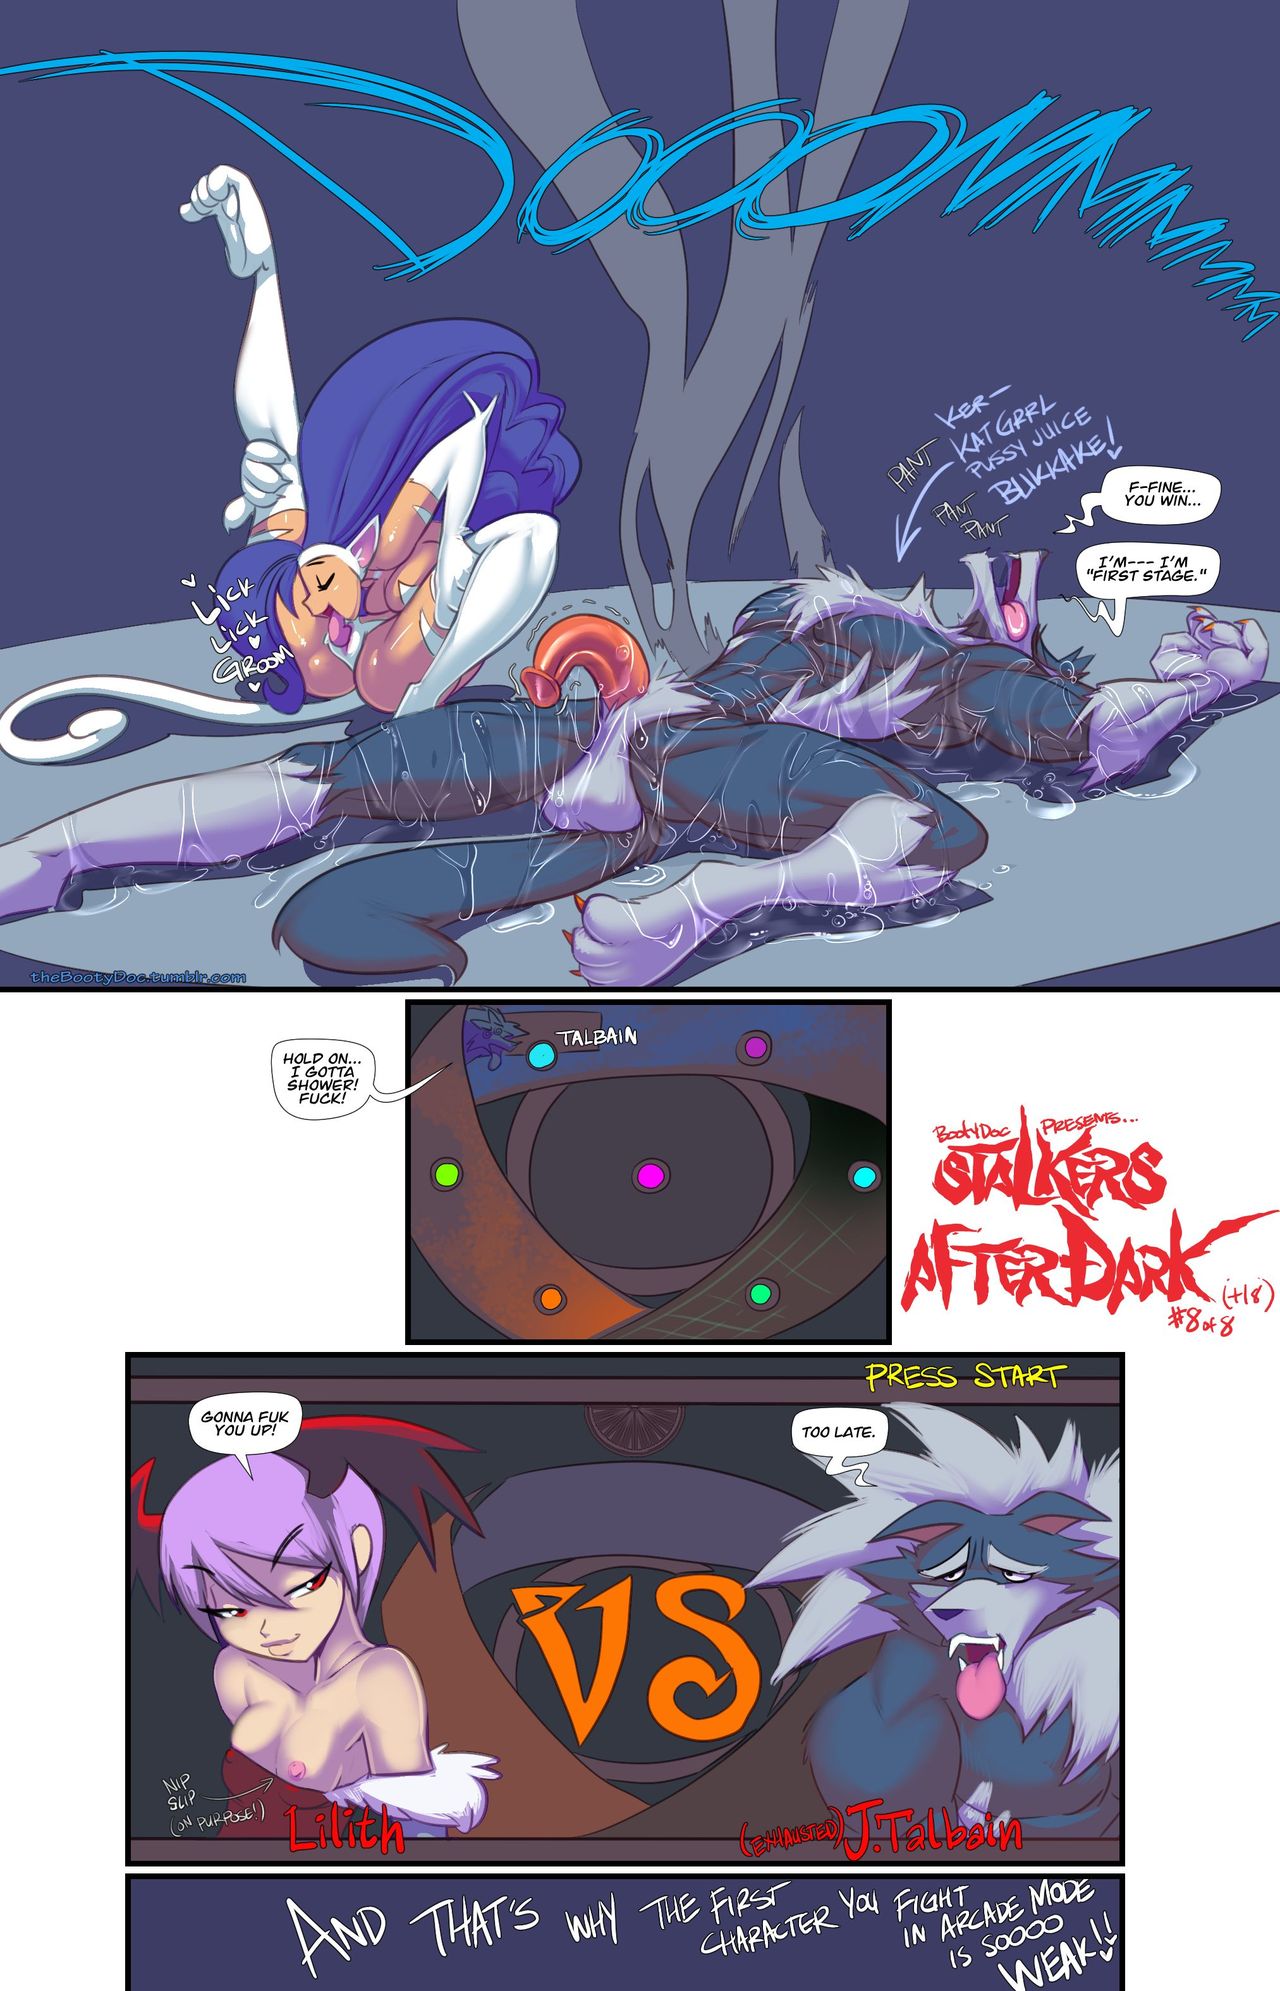 DOOOMMMMMMMM
KER-
KATGRRL
PUSSY JUICE
BUKKAKE!
PANT
PANT
PANT
F-FINE...
YOU WIN...
I'M--- I'M
"FIRST STAGE."
LICK
LICK
GROOM
theBootyDoc.tumblr.com
HOLD ON...
I GOTTA
SHOWER!
FUCK!
TALBAIN
BootyDoc PRESENTS...
STALKERS
AFTER DARK
(+18)
#8 of 8
PRESS START
GONNA FUK
YOU UP!
TOO LATE.
VS
NIP
SLIP
(ON PURPOSE!)
Lilith
(EXHAUSTED) J.Talbain
AND THAT'S WHY THE FIRST
CHARACTER YOU FIGHT
IN ARCADE MODE
IS SOOOO
WEAK!!